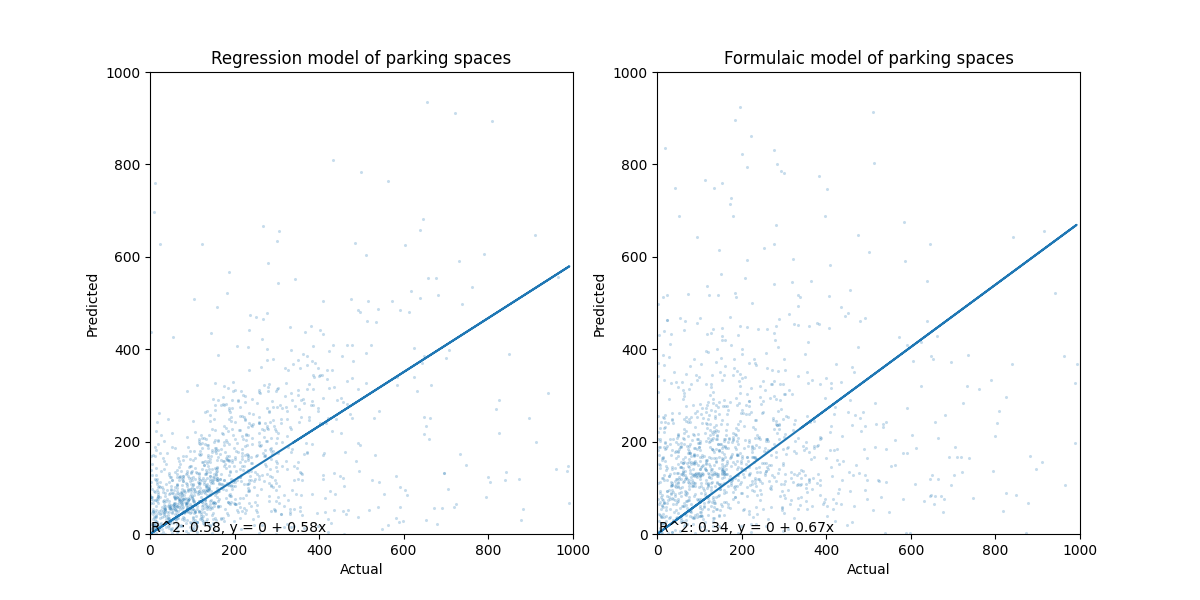 Regression model of parking spaces
1000
800
600
400
200
0
Predicted
R^2: 0.58, y = 0 + 0.58x
0 200 400 600 800 1000
Actual
Formulaic model of parking spaces
1000
800
600
400
200
0
Predicted
R^2: 0.34, y = 0 + 0.67x
0 200 400 600 800 1000
Actual